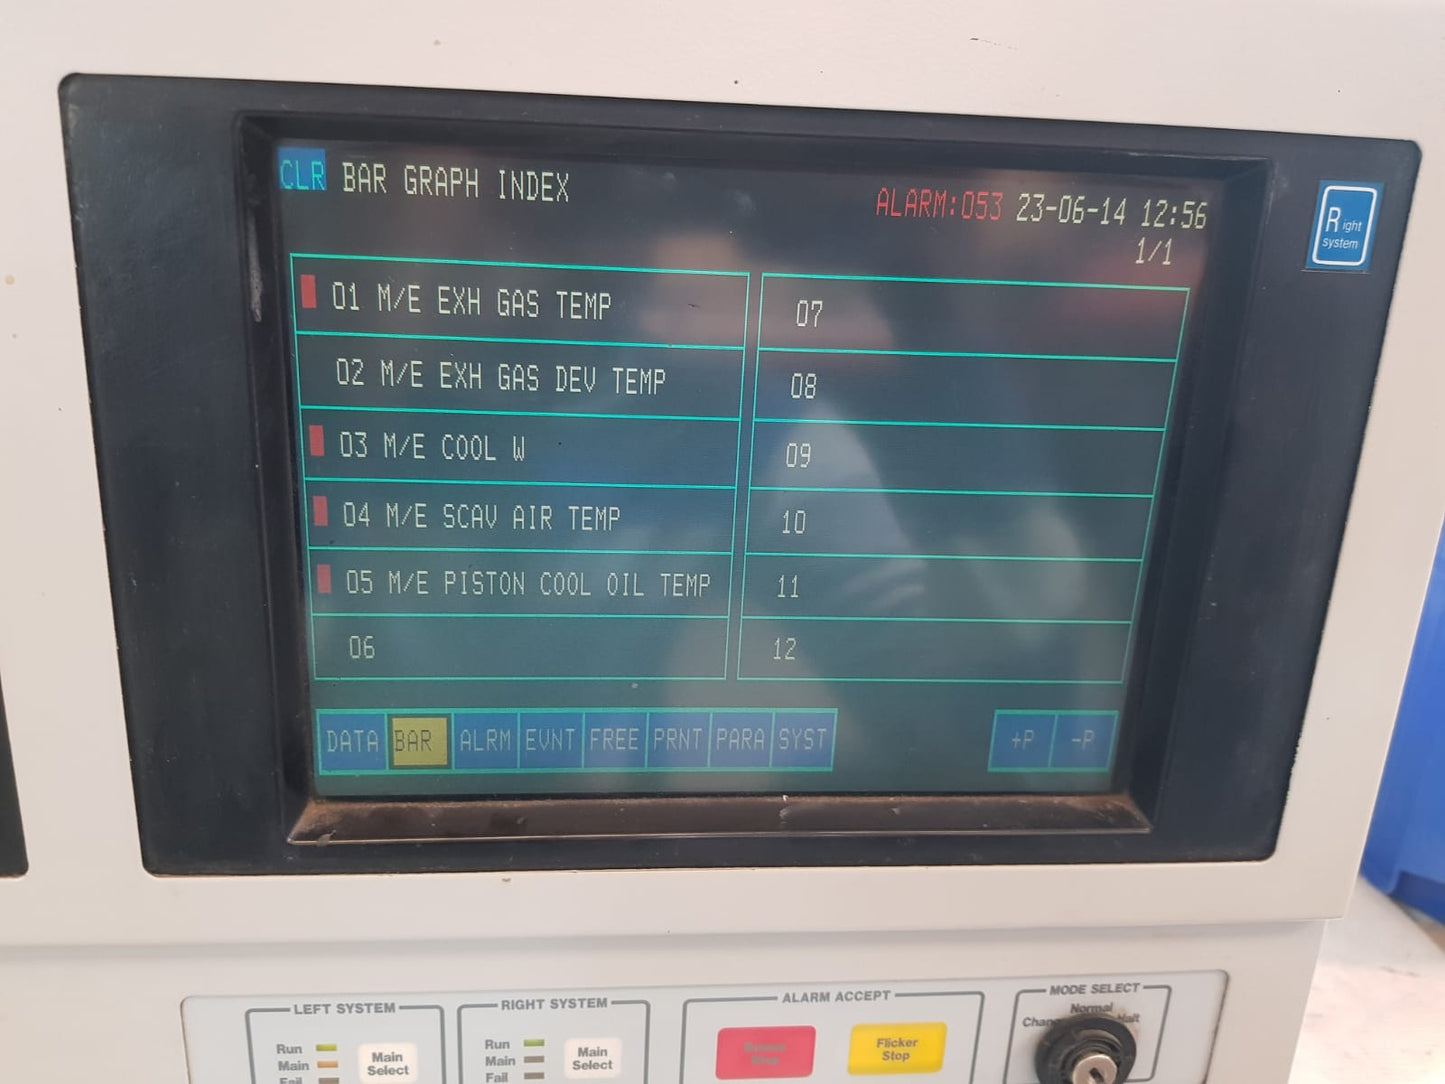 CLR BAR GRAPH INDEX
ALARM:053 23-06-14 12:56
1/1
Right system
01 M/E EXH GAS TEMP
02 M/E EXH GAS DEV TEMP
03 M/E COOL W
04 M/E SCAV AIR TEMP
05 M/E PISTON COOL OIL TEMP
06
07
08
09
10
11
12
DATA BAR ALRM EVNT FREE PRNT PARA SYST +P -P
LEFT SYSTEM
Run
Main
Fail
Main Select
RIGHT SYSTEM
Run
Main
Fail
Main Select
ALARM ACCEPT
Stop
Flicker Stop
MODE SELECT
Normal
Halt